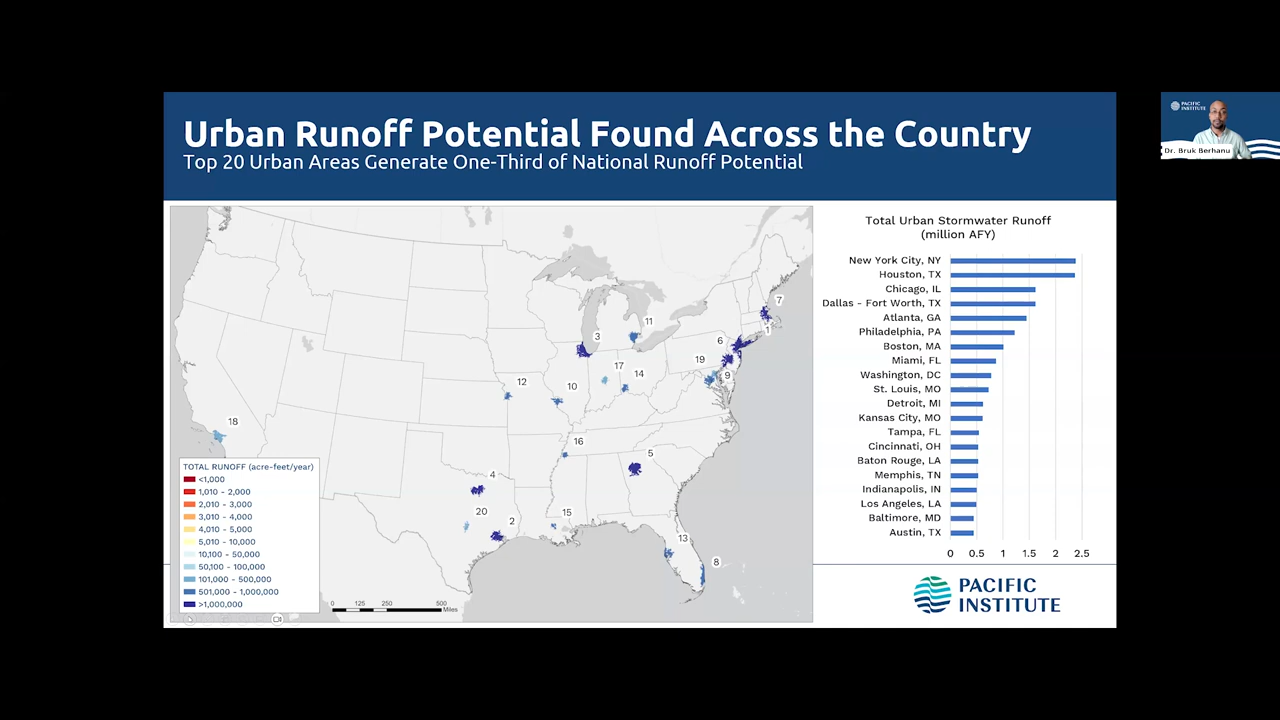 Urban Runoff Potential Found Across the Country
Top 20 Urban Areas Generate One-Third of National Runoff Potential
PACIFIC
INSTITUTE
Dr. Bruk Berhanu
7
11
1
3
6
19
17
14
9
12
10
18
16
5
4
20
2
15
13
8
TOTAL RUNOFF (acre-feet/year)
<1,000
1,010 - 2,000
2,010 - 3,000
3,010 - 4,000
4,010 - 5,000
5,010 - 10,000
10,100 - 50,000
50,100 - 100,000
101,000 - 500,000
501,000 - 1,000,000
>1,000,000
0 125 250 500
Miles
Total Urban Stormwater Runoff
(million AFY)
New York City, NY
Houston, TX
Chicago, IL
Dallas - Fort Worth, TX
Atlanta, GA
Philadelphia, PA
Boston, MA
Miami, FL
Washington, DC
St. Louis, MO
Detroit, MI
Kansas City, MO
Tampa, FL
Cincinnati, OH
Baton Rouge, LA
Memphis, TN
Indianapolis, IN
Los Angeles, LA
Baltimore, MD
Austin, TX
0 0.5 1 1.5 2 2.5
PACIFIC
INSTITUTE